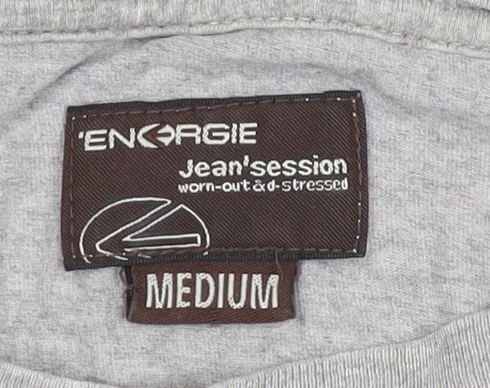 'ENERGIE
Jean'session
worn-out&d-stressed
MEDIUM